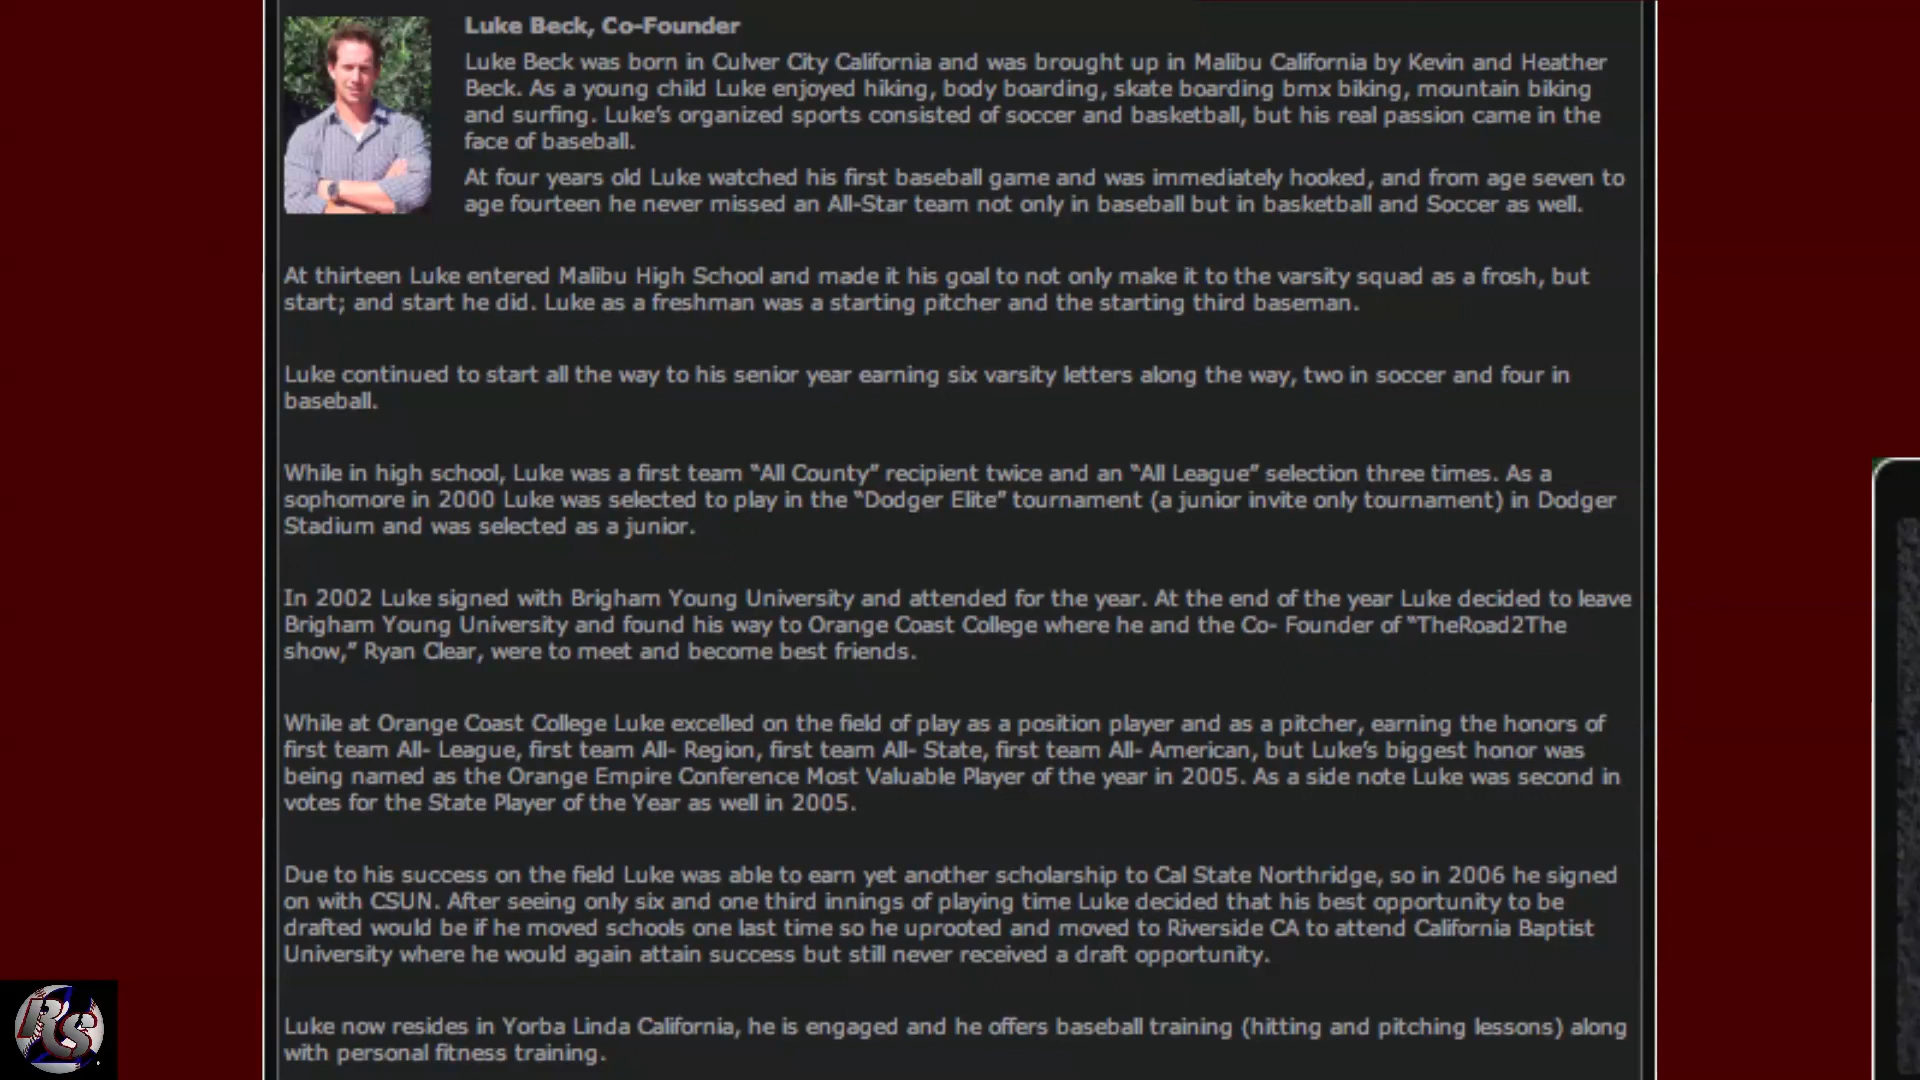 Luke Beck, Co-Founder
Luke Beck was born in Culver City California and was brought up in Malibu California by Kevin and Heather
Beck. As a young child Luke enjoyed hiking, body boarding, skate boarding bmx biking, mountain biking
and surfing. Luke's organized sports consisted of soccer and basketball, but his real passion came in the
face of baseball.
At four years old Luke watched his first baseball game and was immediately hooked, and from age seven to
age fourteen he never missed an All-Star team not only in baseball but in basketball and Soccer as well.
At thirteen Luke entered Malibu High School and made it his goal to not only make it to the varsity squad as a frosh, but
start; and start he did. Luke as a freshman was a starting pitcher and the starting third baseman.
Luke continued to start all the way to his senior year earning six varsity letters along the way, two in soccer and four in
baseball.
While in high school, Luke was a first team “All County” recipient twice and an “All League” selection three times. As a
sophomore in 2000 Luke was selected to play in the “Dodger Elite” tournament (a junior invite only tournament) in Dodger
Stadium and was selected as a junior.
In 2002 Luke signed with Brigham Young University and attended for the year. At the end of the year Luke decided to leave
Brigham Young University and found his way to Orange Coast College where he and the Co- Founder of “TheRoad2The
show,” Ryan Clear, were to meet and become best friends.
While at Orange Coast College Luke excelled on the field of play as a position player and as a pitcher, earning the honors of
first team All- League, first team All- Region, first team All- State, first team All- American, but Luke's biggest honor was
being named as the Orange Empire Conference Most Valuable Player of the year in 2005. As a side note Luke was second in
votes for the State Player of the Year as well in 2005.
Due to his success on the field Luke was able to earn yet another scholarship to Cal State Northridge, so in 2006 he signed
on with CSUN. After seeing only six and one third innings of playing time Luke decided that his best opportunity to be
drafted would be if he moved schools one last time so he uprooted and moved to Riverside CA to attend California Baptist
University where he would again attain success but still never received a draft opportunity.
Luke now resides in Yorba Linda California, he is engaged and he offers baseball training (hitting and pitching lessons) along
with personal fitness training.